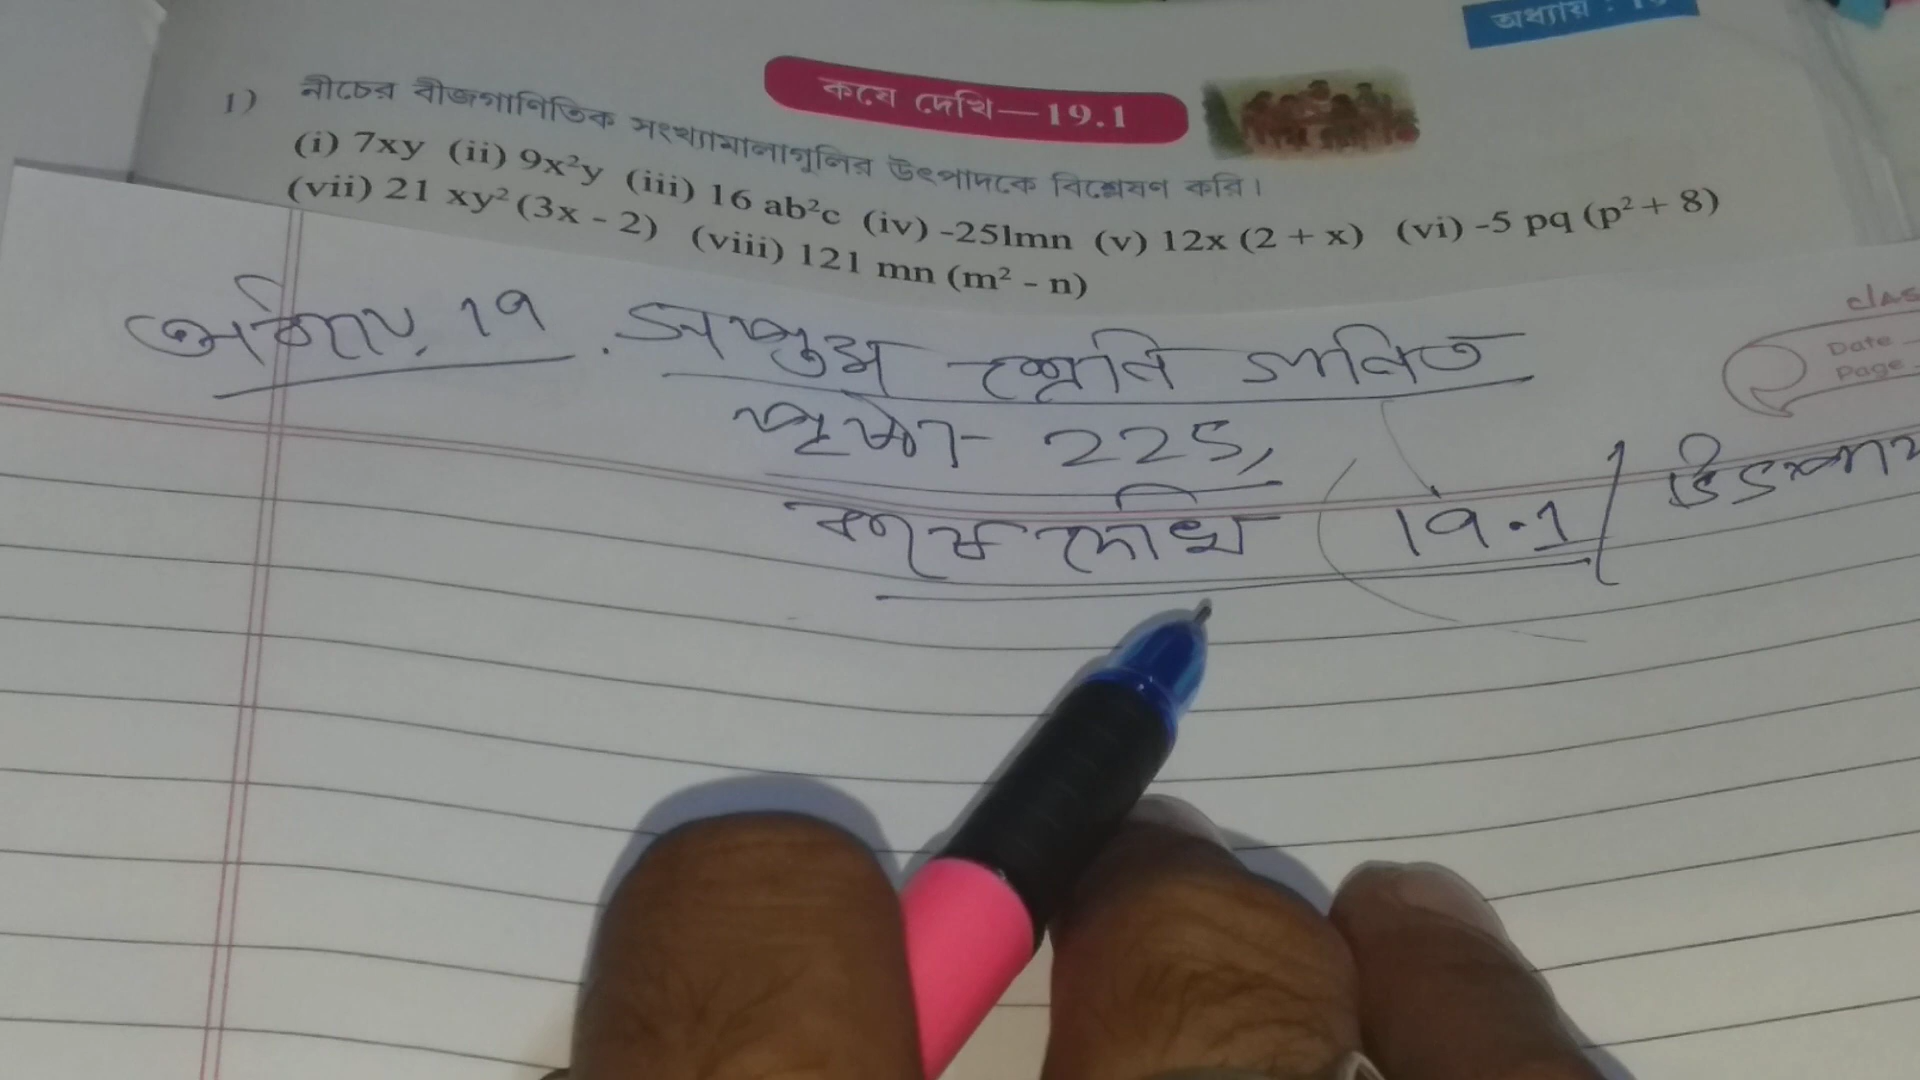 অধ্যায় : 19
কষে দেখি—19.1
1) নীচের বীজগাণিতিক সংখ্যামালাগুলির উৎপাদকে বিশ্লেষণ করি।
(i) 7xy (ii) 9x²y (iii) 16 ab²c (iv) -25lmn (v) 12x (2 + x) (vi) -5 pq (p² + 8)
(vii) 21 xy² (3x - 2) (viii) 121 mn (m² - n)
অধ্যায়, 19. সপ্তম শ্রেনি গনিত
পৃষ্ঠা- 225,
কষে দেখি 19.1
Date
Page